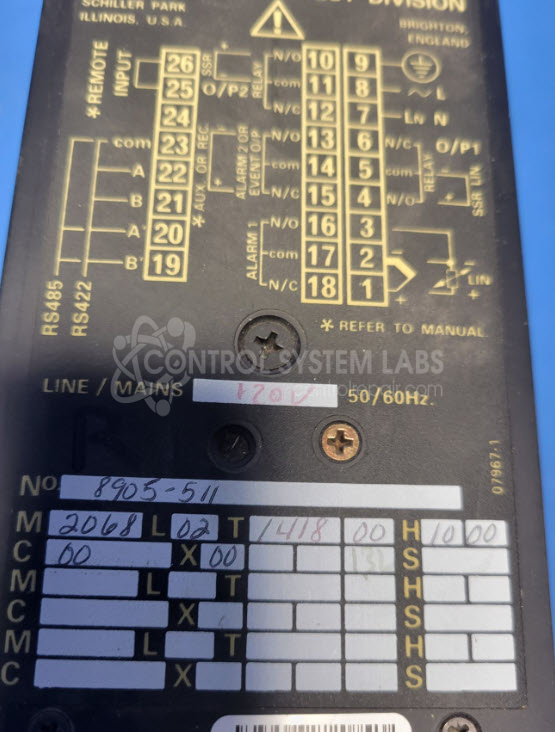 SCHILLER PARK DIVISION
ILLINOIS, U.S.A. BRIGHTON, ENGLAND
* REMOTE INPUT 26 SSR - + O/P2 RELAY N/O 10 9
25 com 11 8 ~ L
24 N/C 12 7 N
com 23 * AUX OR REC - + ALARM 2 OR EVENT O/P N/O 13 6 N/C RELAY O/P1
A 22 com 14 5 com - + SSR LIN
B 21 N/C 15 4 N/O
A' 20 ALARM 1 N/O 16 3
B' 19 com 17 2 - - LIN
RS485 RS422 N/C 18 1 + +
* REFER TO MANUAL
CONTROL SYSTEM LABS
LINE / MAINS 120V 50/60Hz.
07967-1
No 8905-511
M 2068 L 02 T 1418 00 H 10 00
C 00 X 00 S
M L T H
C X S
M L T H
C X S